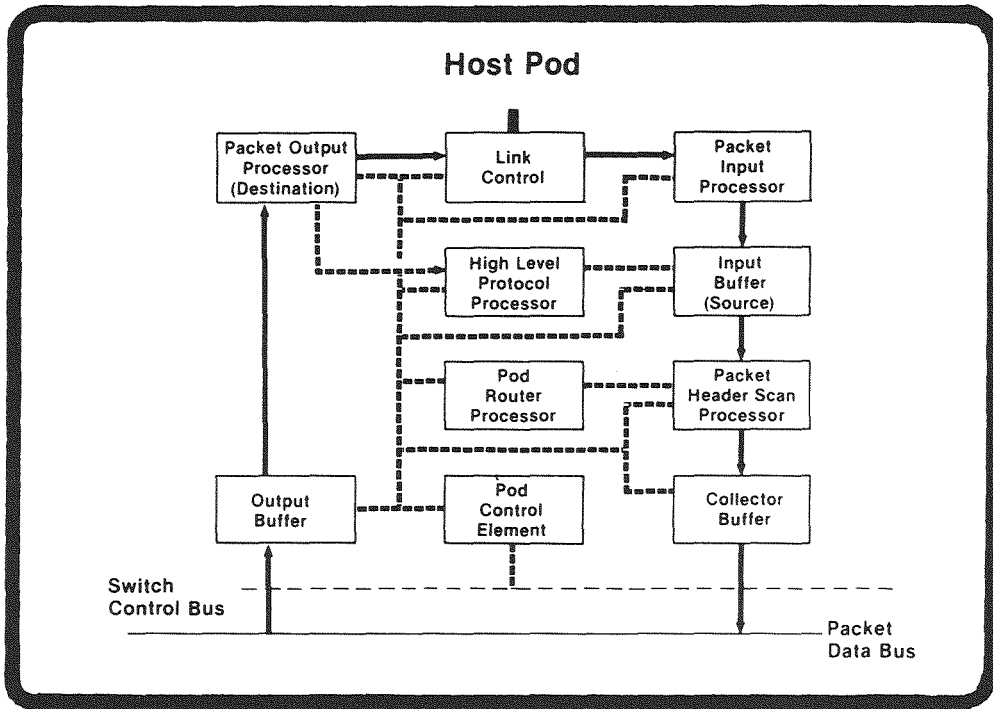 Host Pod
Packet Output
Processor
(Destination)
Link
Control
Packet
Input
Processor
High Level
Protocol
Processor
Input
Buffer
(Source)
Pod
Router
Processor
Packet
Header Scan
Processor
Output
Buffer
Pod
Control
Element
Collector
Buffer
Switch
Control Bus
Packet
Data Bus